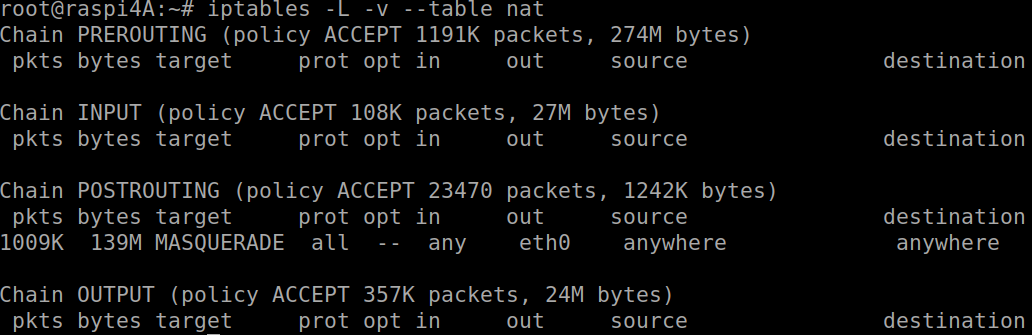 root@raspi4A:~# iptables -L -v --table nat
Chain PREROUTING (policy ACCEPT 1191K packets, 274M bytes)
 pkts bytes target     prot opt in     out     source               destination

Chain INPUT (policy ACCEPT 108K packets, 27M bytes)
 pkts bytes target     prot opt in     out     source               destination

Chain POSTROUTING (policy ACCEPT 23470 packets, 1242K bytes)
 pkts bytes target     prot opt in     out     source               destination
1009K  139M MASQUERADE  all  --  any    eth0    anywhere             anywhere

Chain OUTPUT (policy ACCEPT 357K packets, 24M bytes)
 pkts bytes target     prot opt in     out     source               destination